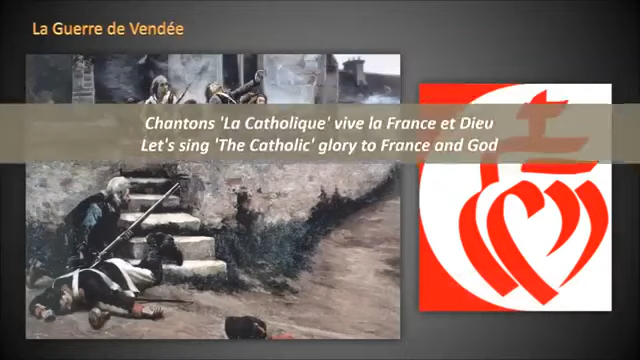 La Guerre de Vendée
Chantons 'La Catholique' vive la France et Dieu
Let's sing 'The Catholic' glory to France and God